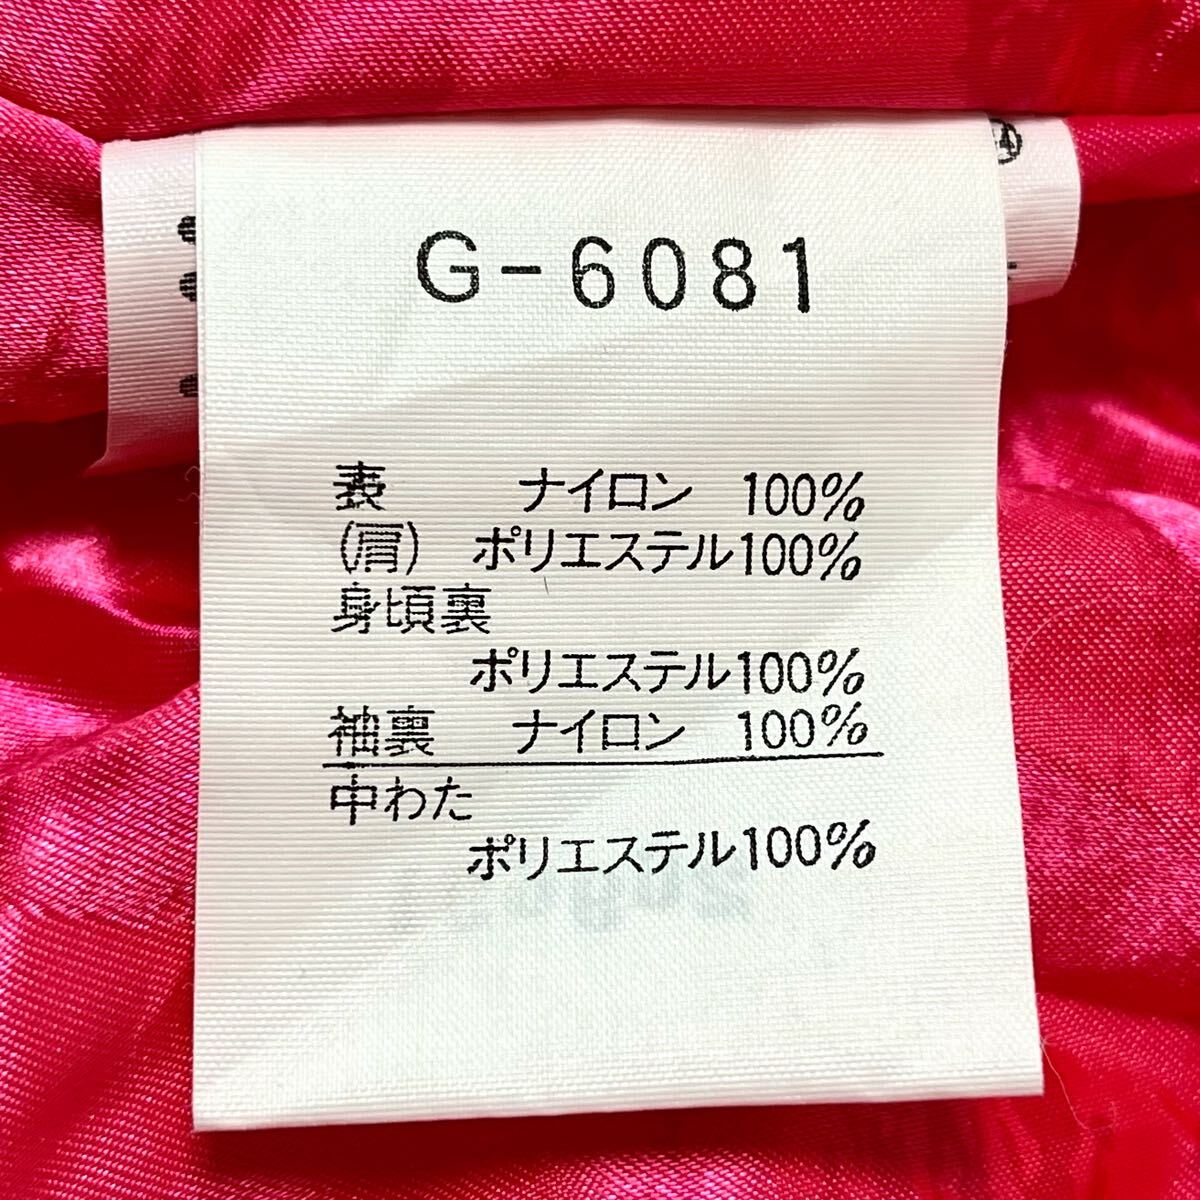 G-6081
表 ナイロン 100%
(肩) ポリエステル100%
身頃裏
ポリエステル100%
袖裏 ナイロン 100%
中わた
ポリエステル100%